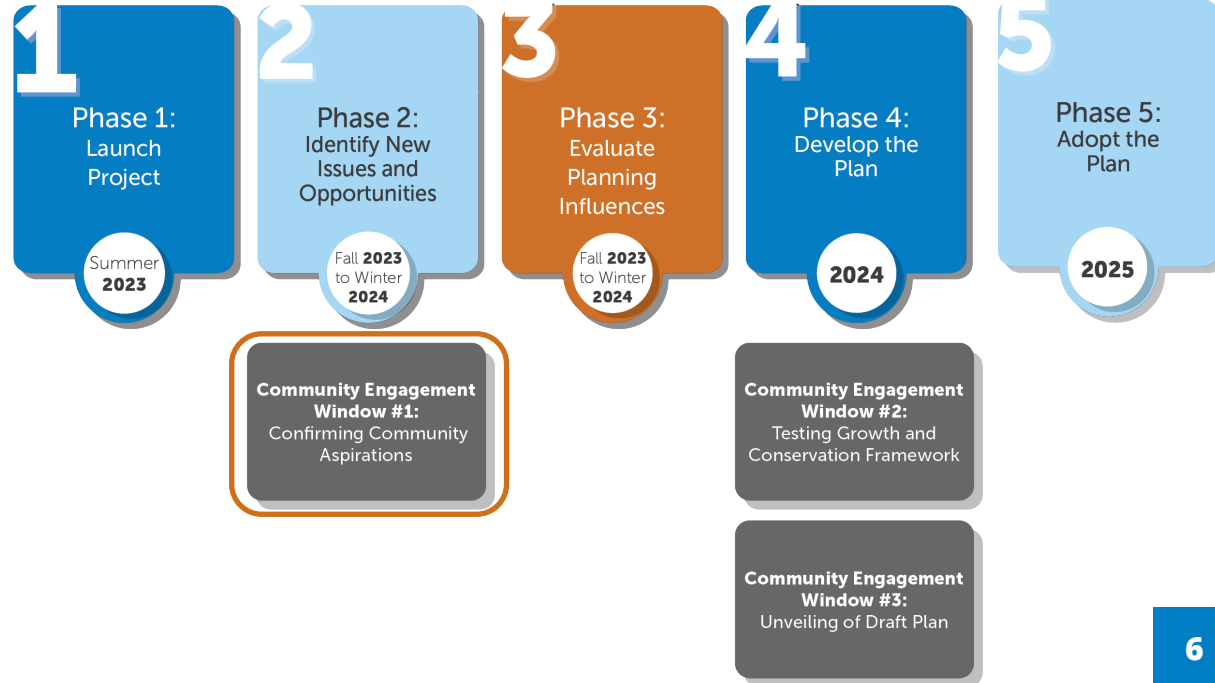 1
Phase 1:
Launch
Project
Summer
2023
2
Phase 2:
Identify New
Issues and
Opportunities
Fall 2023
to Winter
2024
3
Phase 3:
Evaluate
Planning
Influences
Fall 2023
to Winter
2024
4
Phase 4:
Develop the
Plan
2024
5
Phase 5:
Adopt the
Plan
2025
Community Engagement
Window #1:
Confirming Community
Aspirations
Community Engagement
Window #2:
Testing Growth and
Conservation Framework
Community Engagement
Window #3:
Unveiling of Draft Plan
6